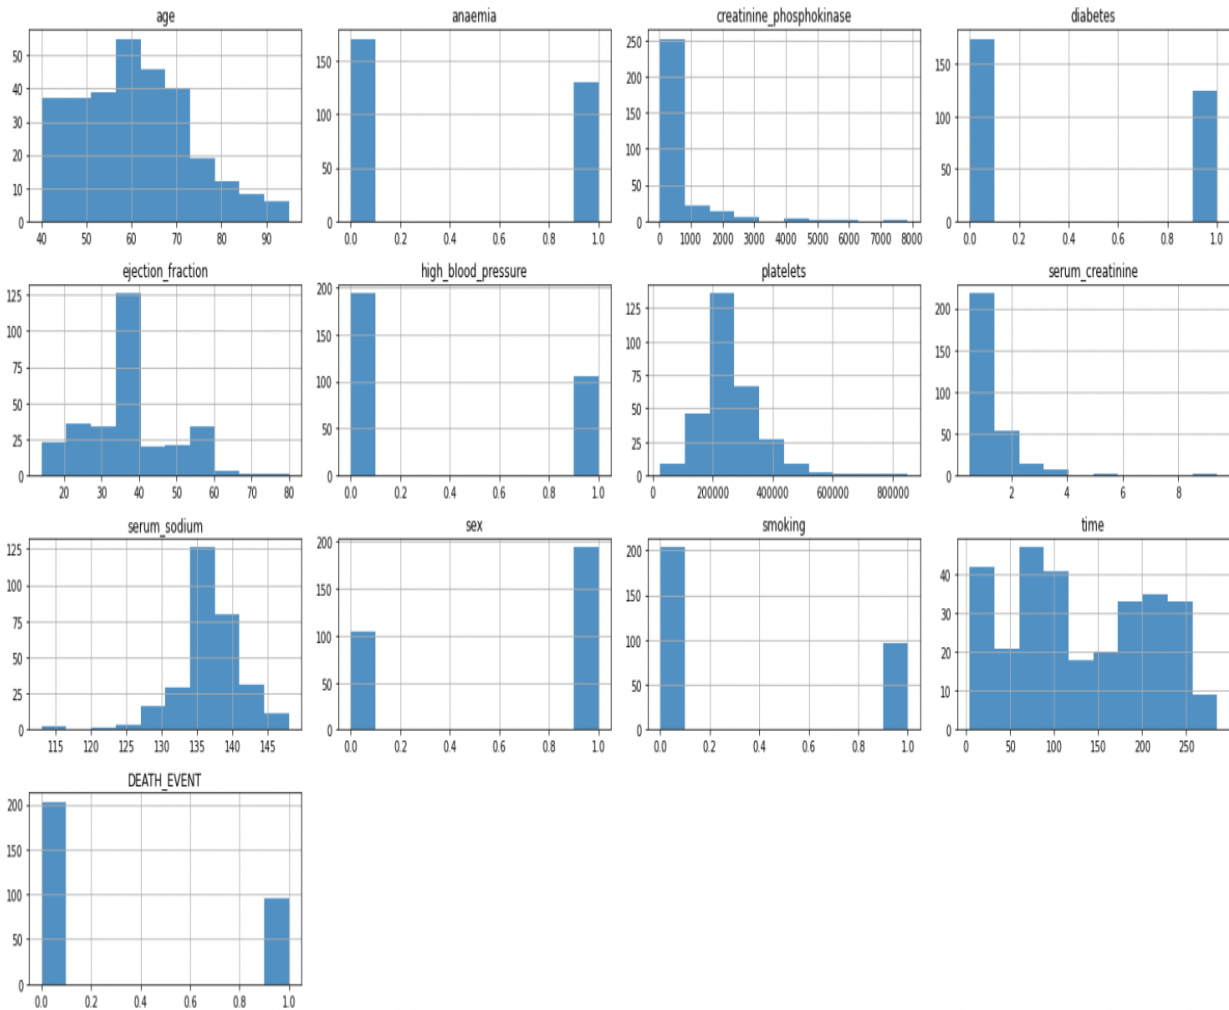 age anaemia creatinine_phosphokinase diabetes
50 40 30 20 10 0
40 50 60 70 80 90
150 100 50 0
0.0 0.2 0.4 0.6 0.8 1.0
250 200 150 100 50 0
0 1000 2000 3000 4000 5000 6000 7000 8000
150 100 50 0
0.0 0.2 0.4 0.6 0.8 1.0
ejection_fraction high_blood_pressure platelets serum_creatinine
125 100 75 50 25 0
20 30 40 50 60 70 80
200 150 100 50 0
0.0 0.2 0.4 0.6 0.8 1.0
125 100 75 50 25 0
0 200000 400000 600000 800000
200 150 100 50 0
2 4 6 8
serum_sodium sex smoking time
125 100 75 50 25 0
115 120 125 130 135 140 145
200 150 100 50 0
0.0 0.2 0.4 0.6 0.8 1.0
200 150 100 50 0
0.0 0.2 0.4 0.6 0.8 1.0
40 30 20 10 0
0 50 100 150 200 250
DEATH_EVENT
200 150 100 50 0
0.0 0.2 0.4 0.6 0.8 1.0